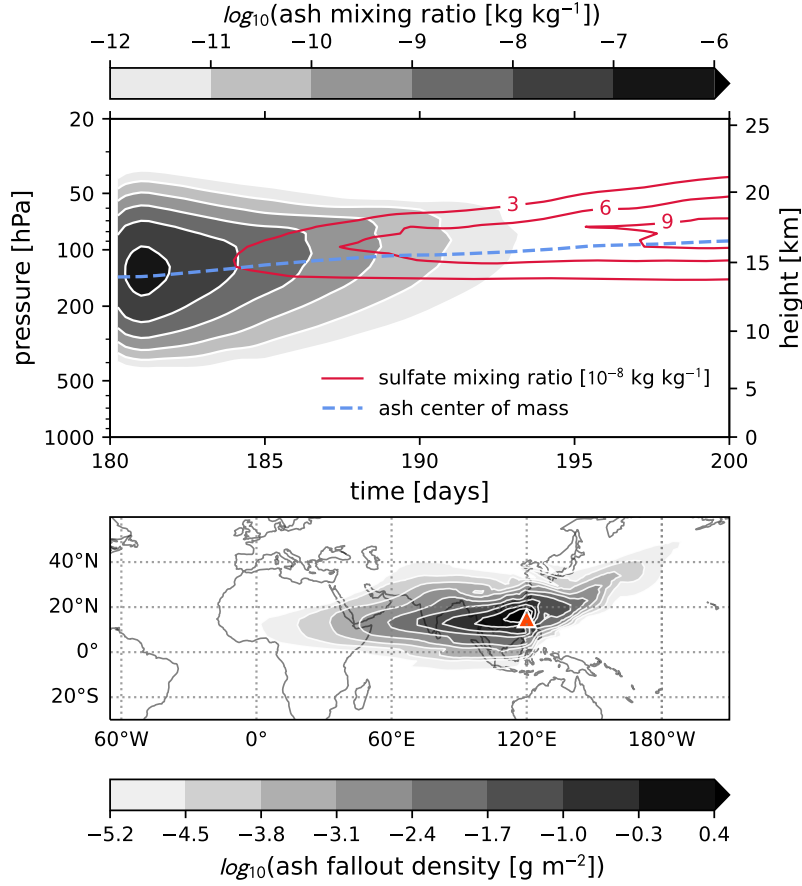 log₁₀(ash mixing ratio [kg kg⁻¹])
−12 −11 −10 −9 −8 −7 −6
20
50
100
200
500
1000
pressure [hPa]
25
20
15
10
5
0
height [km]
3 6 9
sulfate mixing ratio [10⁻⁸ kg kg⁻¹]
ash center of mass
180 185 190 195 200
time [days]
40°N
20°N
0°
20°S
60°W 0° 60°E 120°E 180°W
−5.2 −4.5 −3.8 −3.1 −2.4 −1.7 −1.0 −0.3 0.4
log₁₀(ash fallout density [g m⁻²])